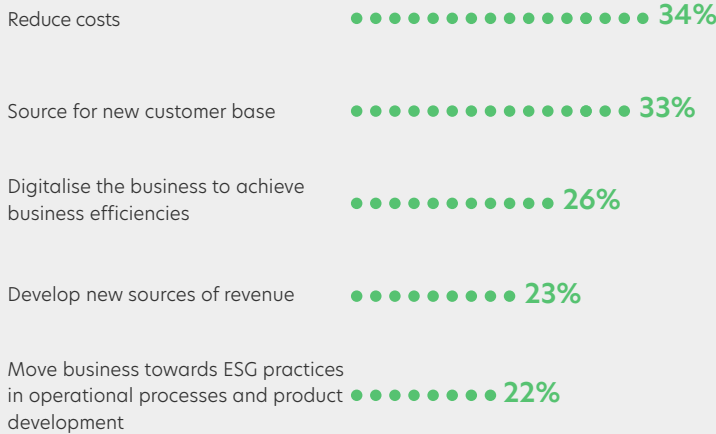 Reduce costs 34%
Source for new customer base 33%
Digitalise the business to achieve
business efficiencies 26%
Develop new sources of revenue 23%
Move business towards ESG practices
in operational processes and product 22%
development